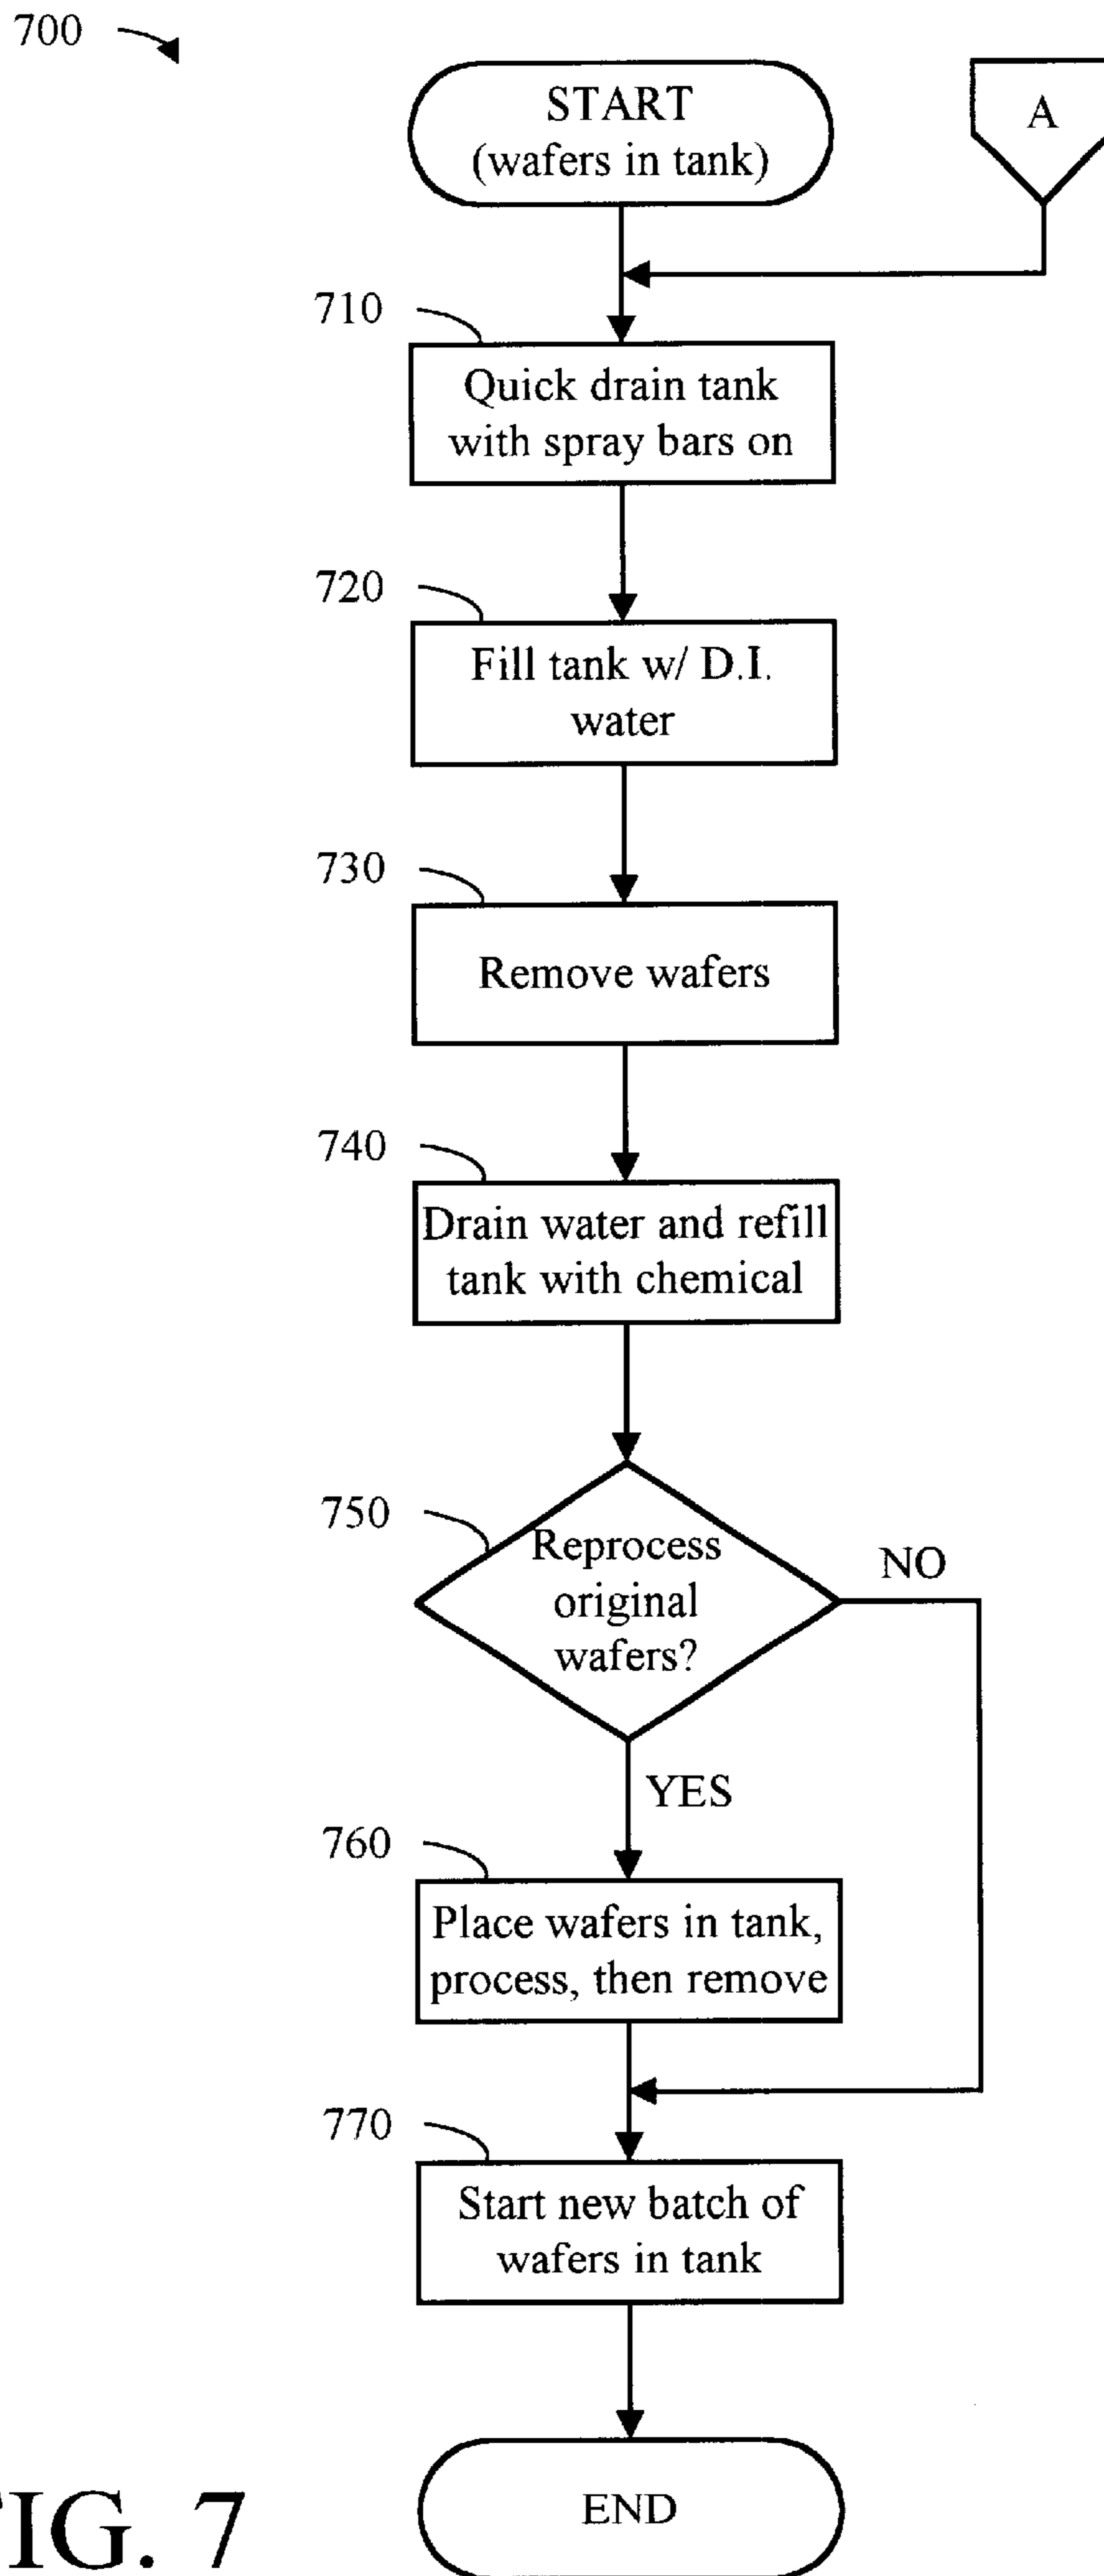 700
START
(wafers in tank)
A
710
Quick drain tank
with spray bars on
720
Fill tank w/ D.I.
water
730
Remove wafers
740
Drain water and refill
tank with chemical
750
Reprocess
original
wafers?
NO
YES
760
Place wafers in tank,
process, then remove
770
Start new batch of
wafers in tank
END
FIG. 7